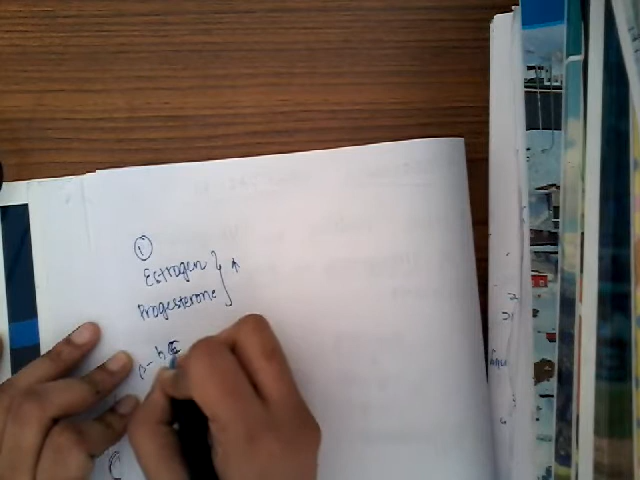 ①
Estrogen
Progesterone } ↑
β-h